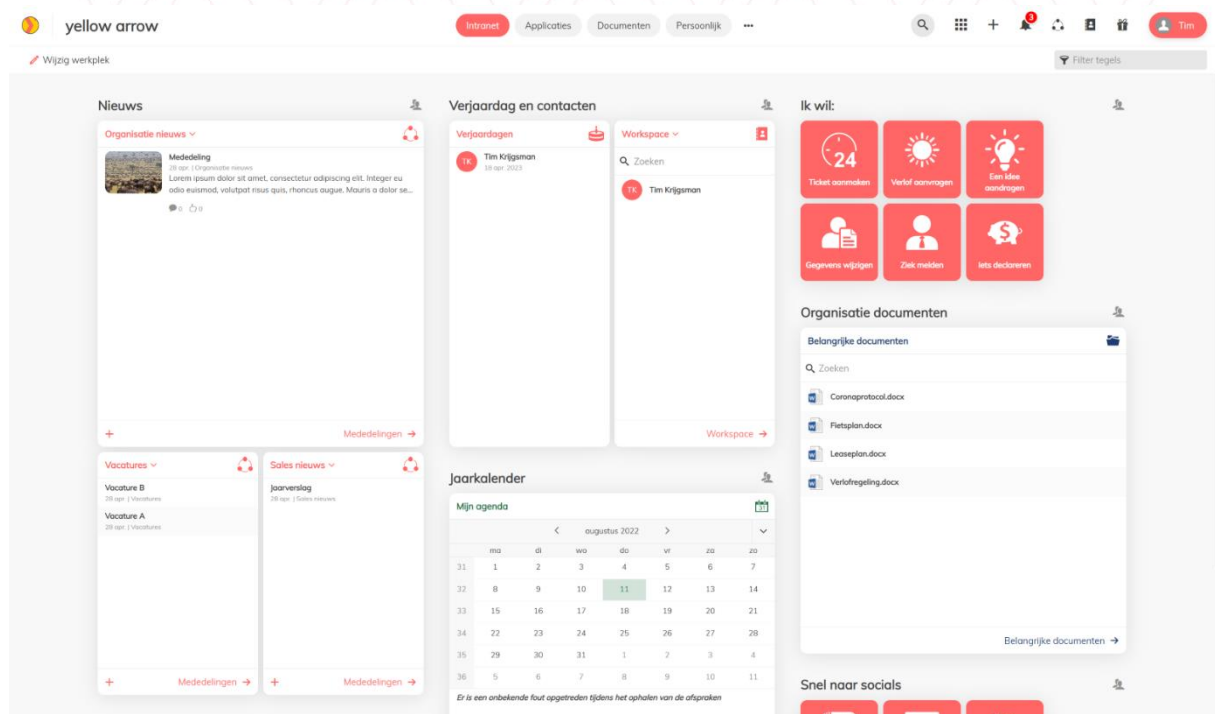 yellow arrow
Intranet
Applicaties
Documenten
Persoonlijk
3
Tim
Wijzig werkplek
Filter tegels
Nieuws
Organisatie nieuws
Mededeling
28 apr. | Organisatie nieuws
Lorem ipsum dolor sit amet, consectetur adipiscing elit. Integer eu
odio euismod, volutpat risus quis, rhoncus augue. Mauris a dolor se...
0 0
+ Mededelingen →
Vacatures
Vacature B
28 apr. | Vacatures
Vacature A
28 apr. | Vacatures
+ Mededelingen →
Sales nieuws
Jaarverslag
28 apr. | Sales nieuws
+ Mededelingen →
Verjaardag en contacten
Verjaardagen
TK
Tim Krijgsman
18 apr. 2023
Workspace
Zoeken
TK
Tim Krijgsman
Workspace →
Jaarkalender
Mijn agenda
31
< augustus 2022 >
ma di wo do vr za zo
31 1 2 3 4 5 6 7
32 8 9 10 11 12 13 14
33 15 16 17 18 19 20 21
34 22 23 24 25 26 27 28
35 29 30 31 1 2 3 4
36 5 6 7 8 9 10 11
Er is een onbekende fout opgetreden tijdens het ophalen van de afspraken
Ik wil:
24
Ticket aanmaken
Verlof aanvragen
Een idee
aandragen
Gegevens wijzigen
Ziek melden
Iets declareren
Organisatie documenten
Belangrijke documenten
Zoeken
Coronaprotocol.docx
Fietsplan.docx
Leaseplan.docx
Verlofregeling.docx
Belangrijke documenten →
Snel naar socials